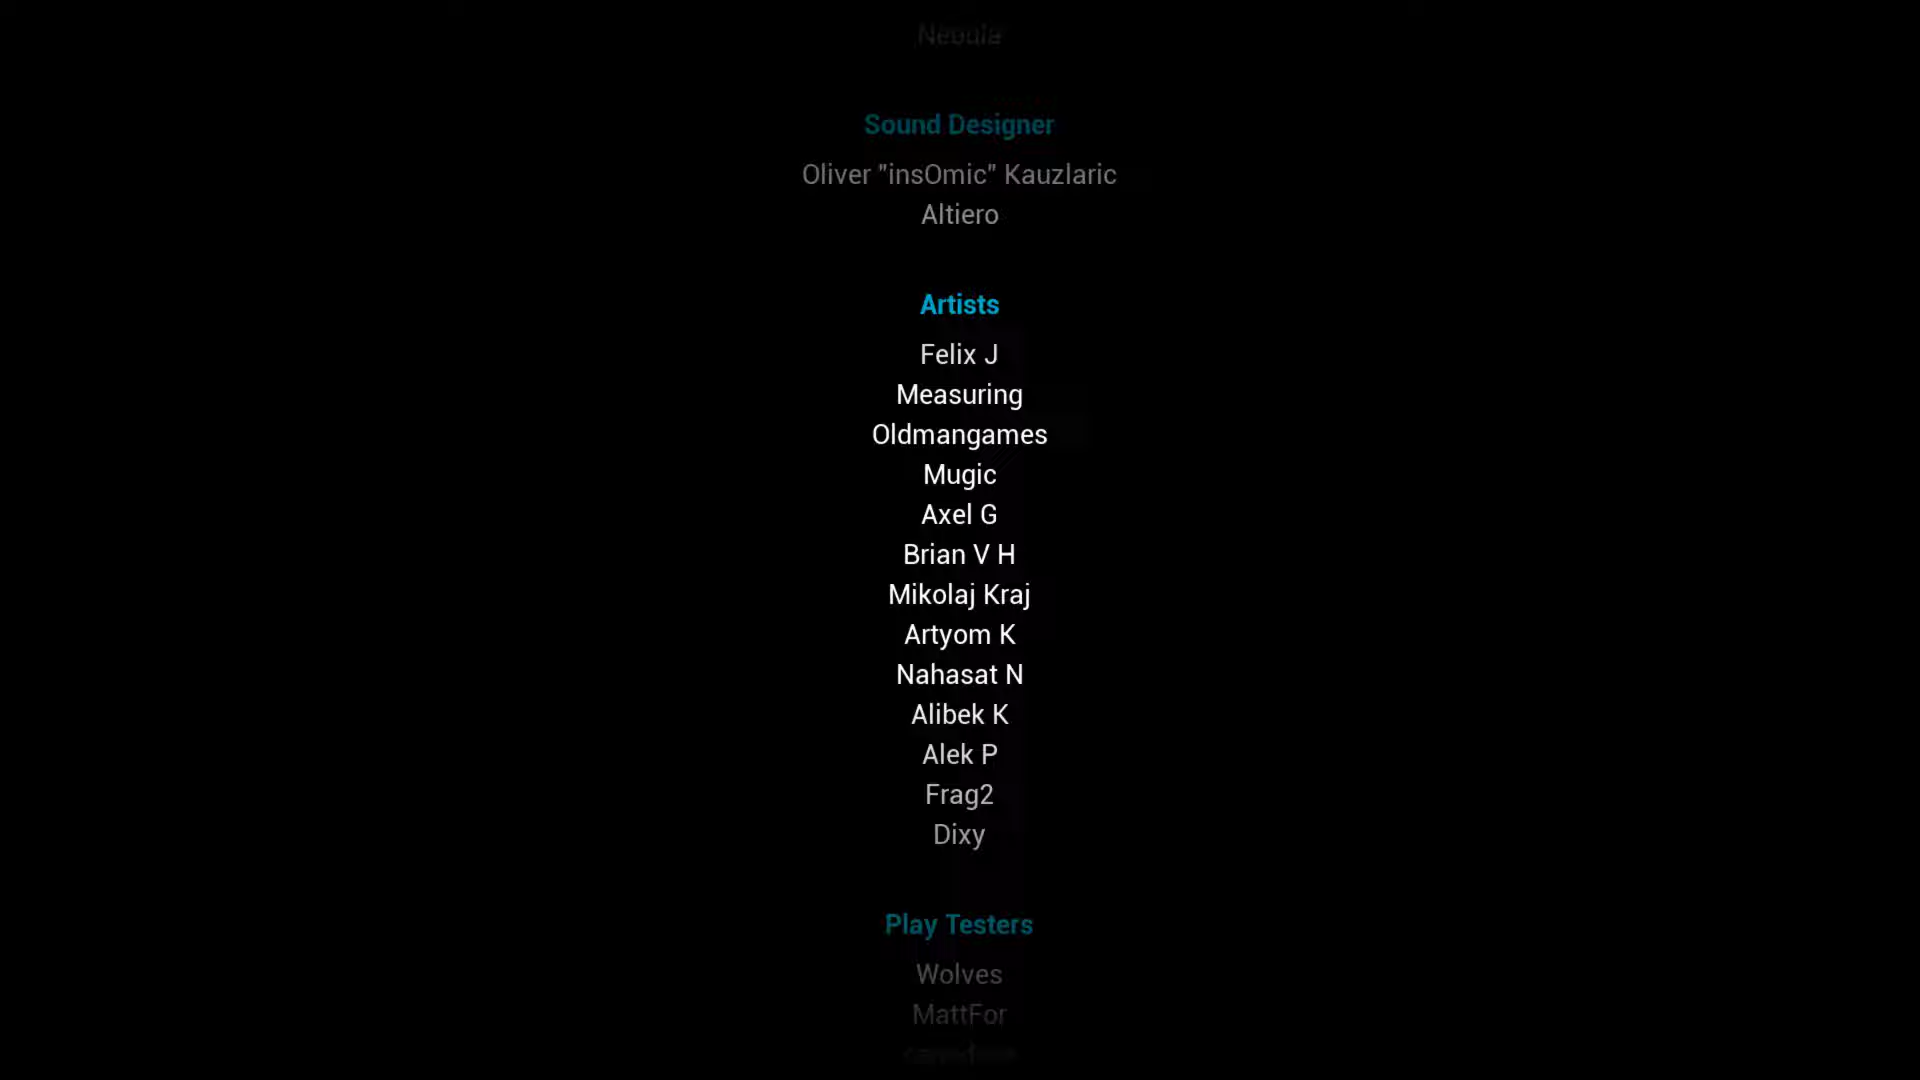 Nebula
Sound Designer
Oliver "insOmic" Kauzlaric
Altiero
Artists
Felix J
Measuring
Oldmangames
Mugic
Axel G
Brian V H
Mikolaj Kraj
Artyom K
Nahasat N
Alibek K
Alek P
Frag2
Dixy
Play Testers
Wolves
MattFor